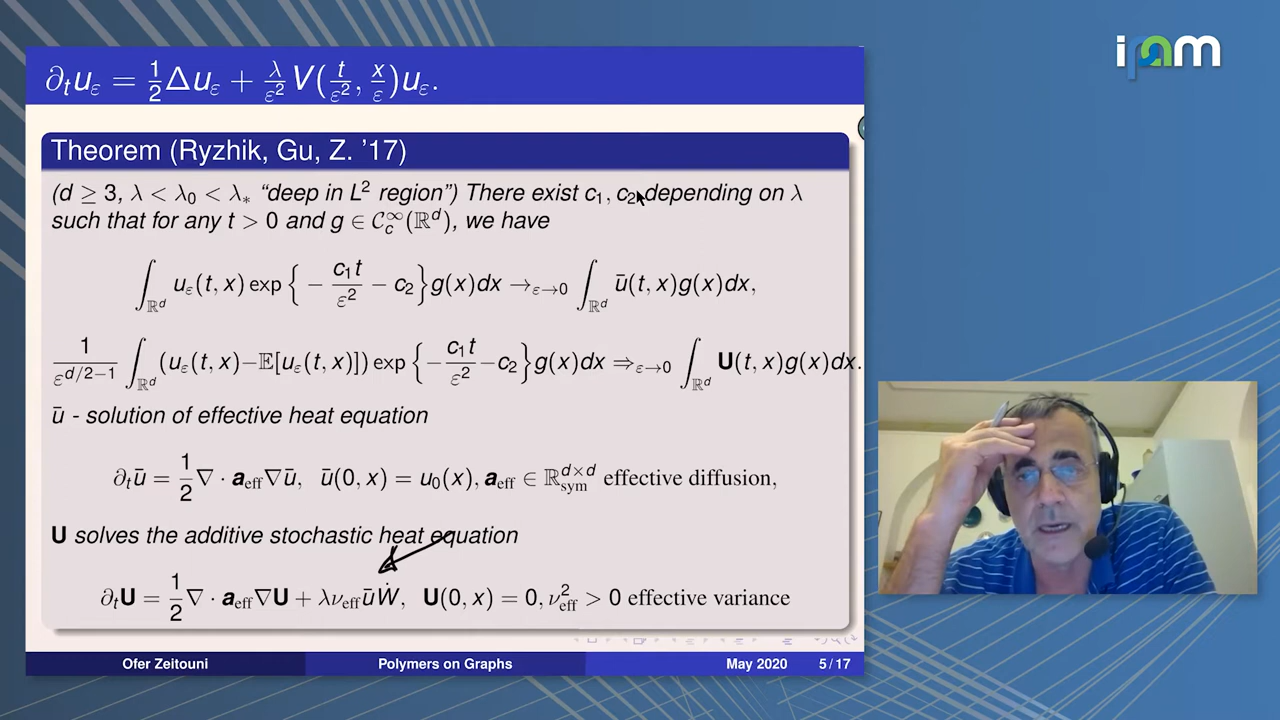 ipam
∂ₜu_ε = ½Δu_ε + λ/ε² V(t/ε², x/ε)u_ε.
Theorem (Ryzhik, Gu, Z. '17)
(d ≥ 3, λ < λ₀ < λ∗ “deep in L² region”) There exist c₁, c₂ depending on λ
such that for any t > 0 and g ∈ 𝒞_c^∞(ℝ^d), we have
∫_{ℝ^d} u_ε(t, x) exp { − c₁t/ε² − c₂ } g(x)dx →_{ε→0} ∫_{ℝ^d} ū(t, x)g(x)dx,
1/ε^{d/2−1} ∫_{ℝ^d} (u_ε(t, x)−𝔼[u_ε(t, x)]) exp { − c₁t/ε² −c₂ } g(x)dx ⇒_{ε→0} ∫_{ℝ^d} U(t, x)g(x)dx.
ū - solution of effective heat equation
∂ₜū = ½∇ · a_eff∇ū, ū(0, x) = u₀(x), a_eff ∈ ℝ_sym^{d×d} effective diffusion,
U solves the additive stochastic heat equation
∂ₜU = ½∇ · a_eff∇U + λν_effūẆ, U(0, x) = 0, ν²_eff > 0 effective variance
Ofer Zeitouni Polymers on Graphs May 2020 5 / 17